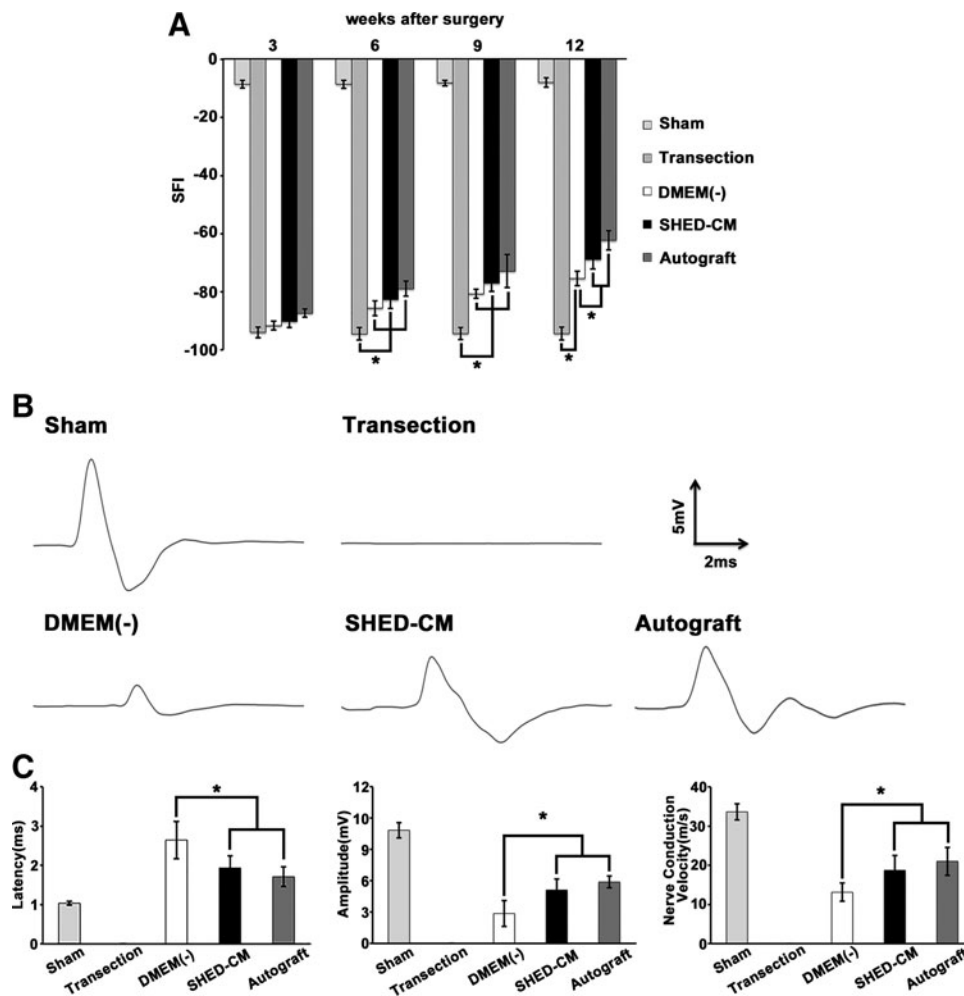 A
weeks after surgery
3 6 9 12
0
-20
-40
-60
-80
-100
SFI
* * * *
Sham
Transection
DMEM(-)
SHED-CM
Autograft
B
Sham Transection
5mV
2ms
DMEM(-) SHED-CM Autograft
C
4
3
2
1
0
Latency(ms)
*
Sham Transection DMEM(-) SHED-CM Autograft
12
9
6
3
0
Amplitude(mV)
*
Sham Transection DMEM(-) SHED-CM Autograft
40
30
20
10
0
Nerve Conduction
Velocity(m/s)
*
Sham Transection DMEM(-) SHED-CM Autograft